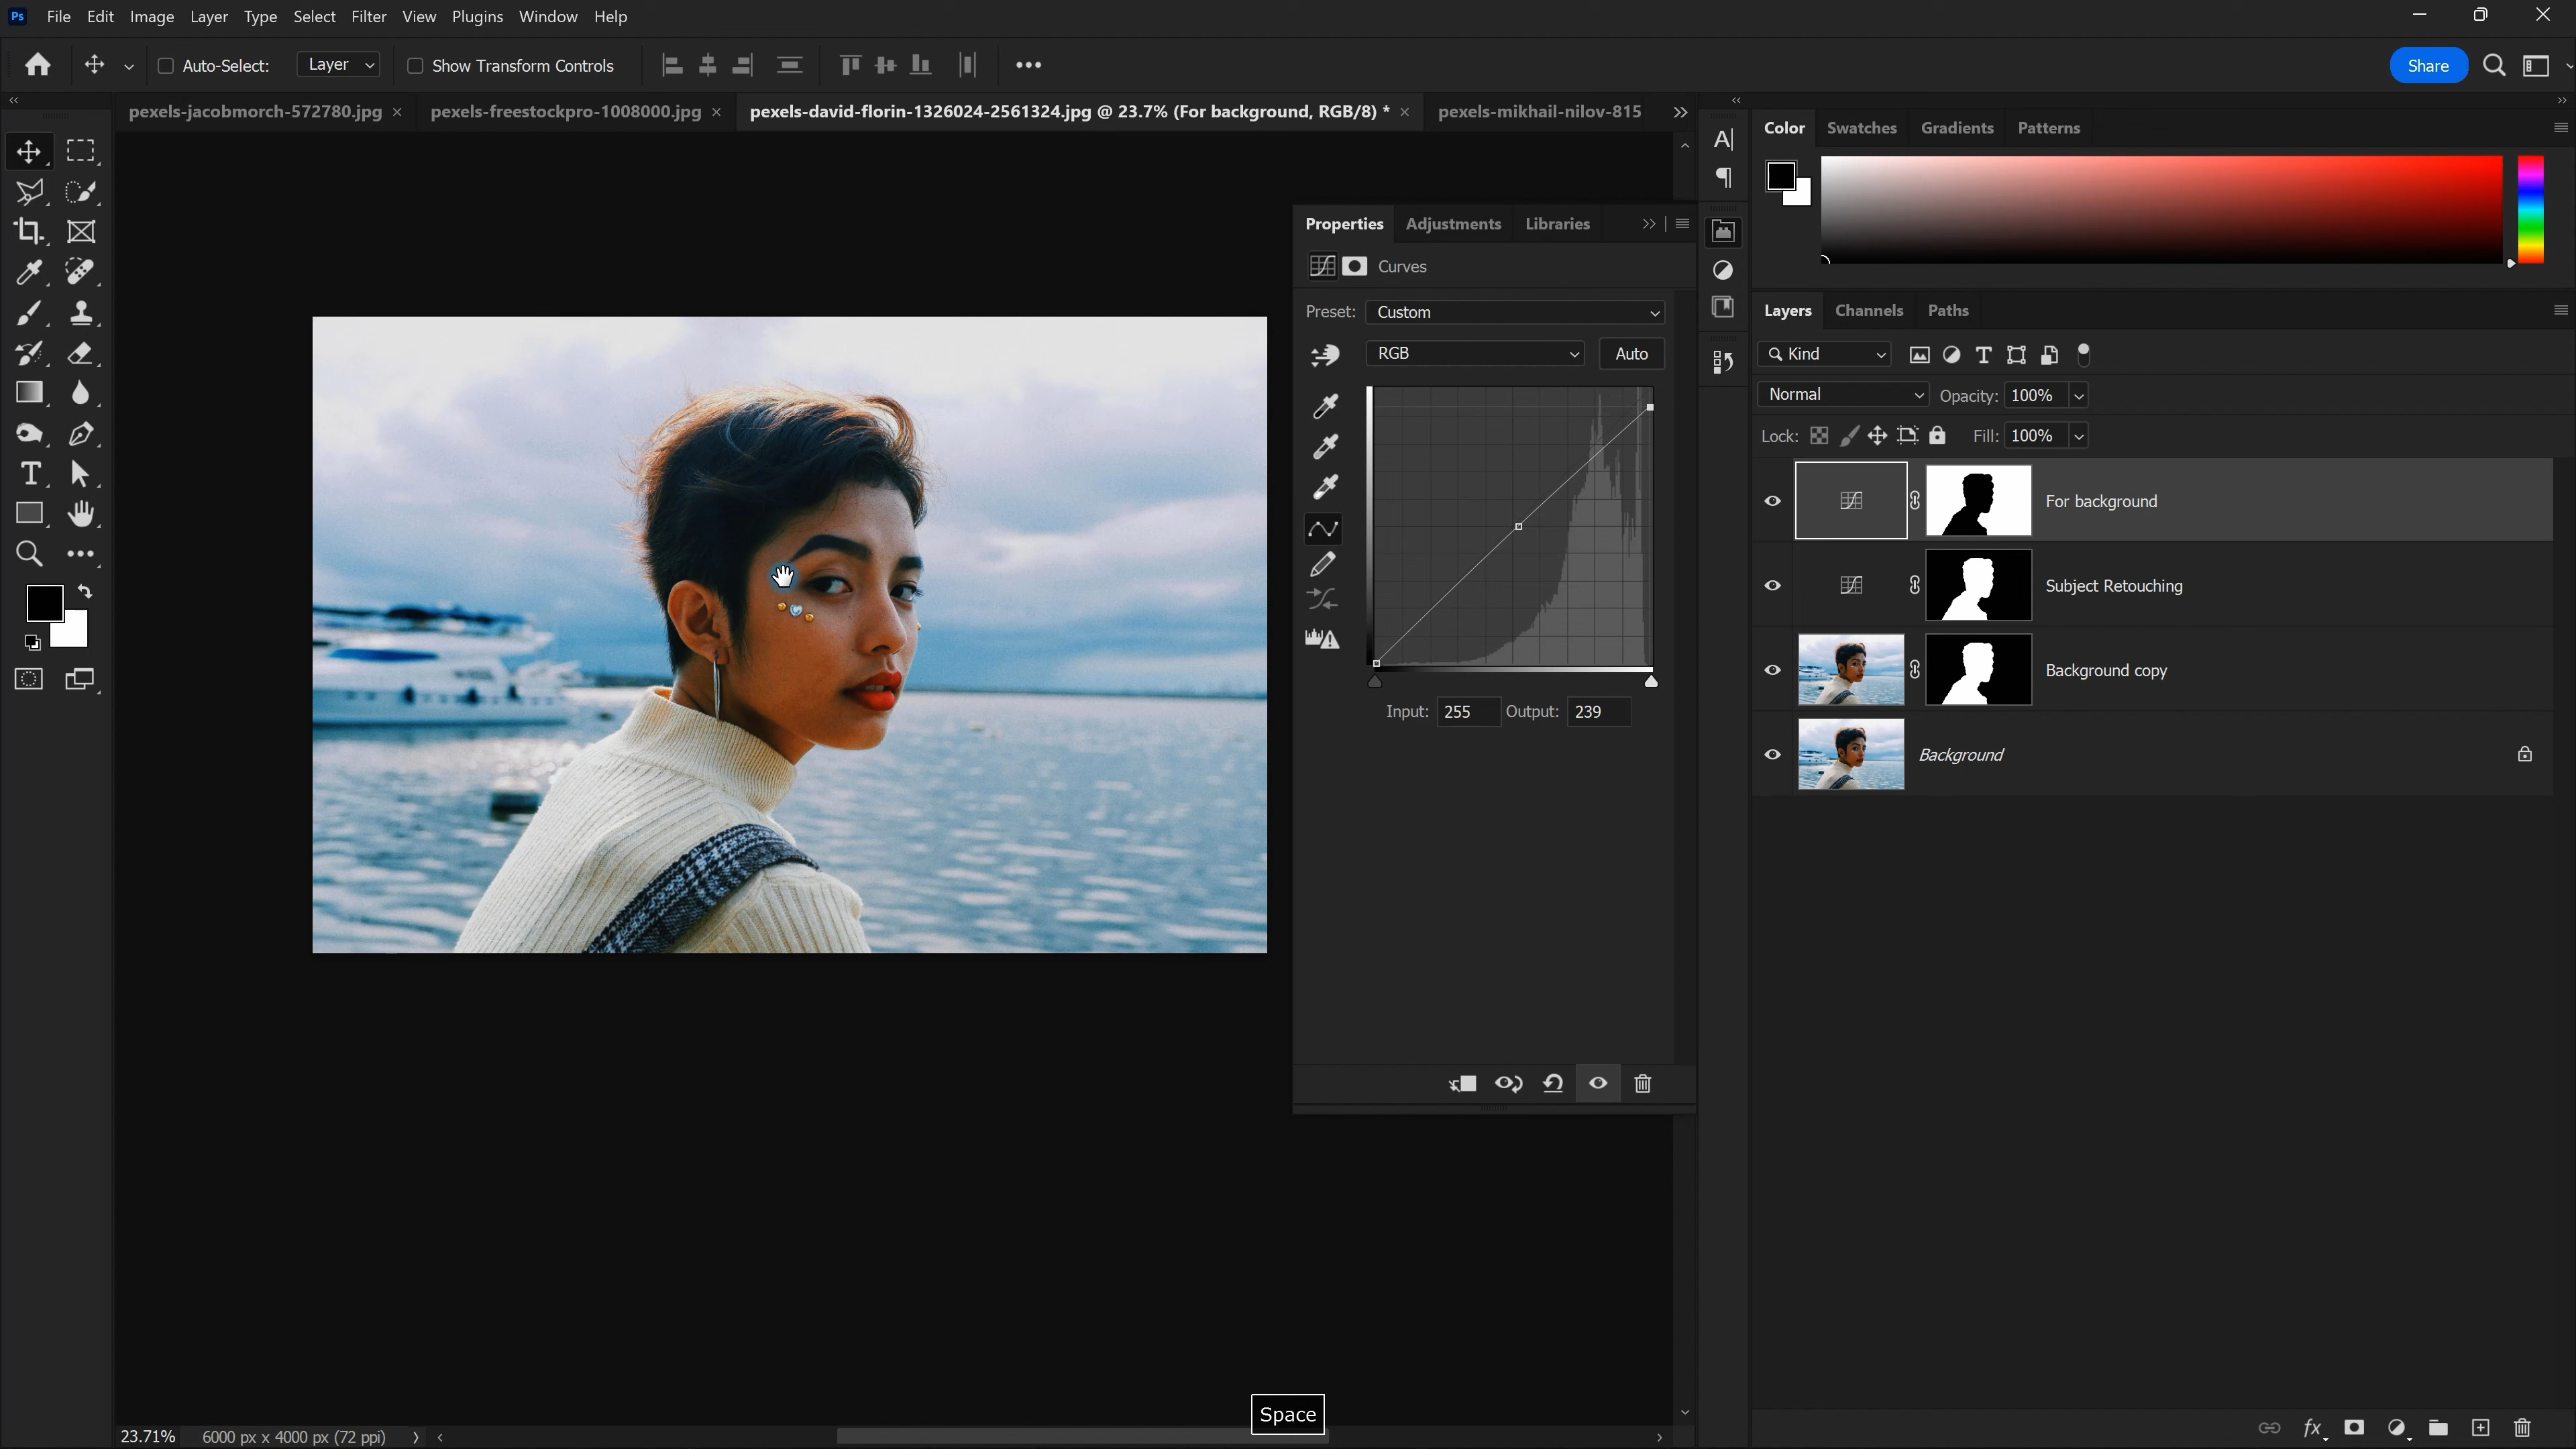 Ps File Edit Image Layer Type Select Filter View Plugins Window Help
Auto-Select: Layer Show Transform Controls Share
pexels-jacobmorch-572780.jpg pexels-freestockpro-1008000.jpg pexels-david-florin-1326024-2561324.jpg @ 23.7% (For background, RGB/8) * pexels-mikhail-nilov-815
Color Swatches Gradients Patterns
Properties Adjustments Libraries
Curves
Preset: Custom
RGB Auto
Input: 255 Output: 239
Layers Channels Paths
Kind
Normal Opacity: 100%
Lock: Fill: 100%
For background
Subject Retouching
Background copy
Background
Space
23.71% 6000 px x 4000 px (72 ppi)
fx